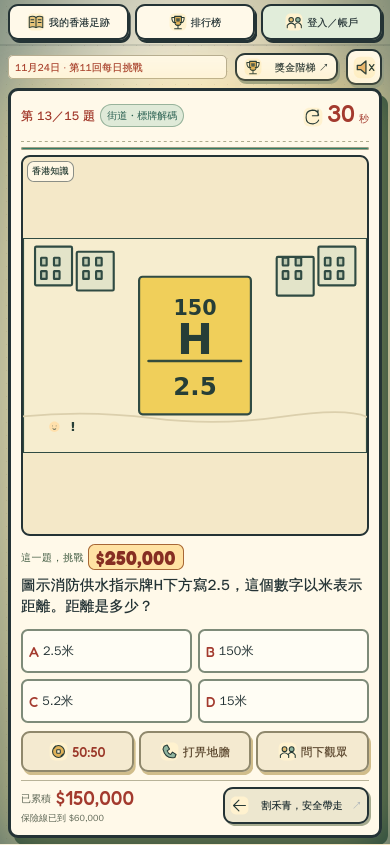 我的香港足跡
排行榜
登入／帳戶
11月24日 · 第11回每日挑戰
獎金階梯 ↗
第 13／15 題
街道 · 標牌解碼
30 秒
香港知識
150
H
2.5
!
這一題，挑戰 $250,000
圖示消防供水指示牌H下方寫2.5，這個數字以米表示
距離。距離是多少？
A 2.5米
B 150米
C 5.2米
D 15米
50:50
打畀地膽
問下觀眾
已累積 $150,000
保險線已到 $60,000
割禾青，安全帶走 ↗